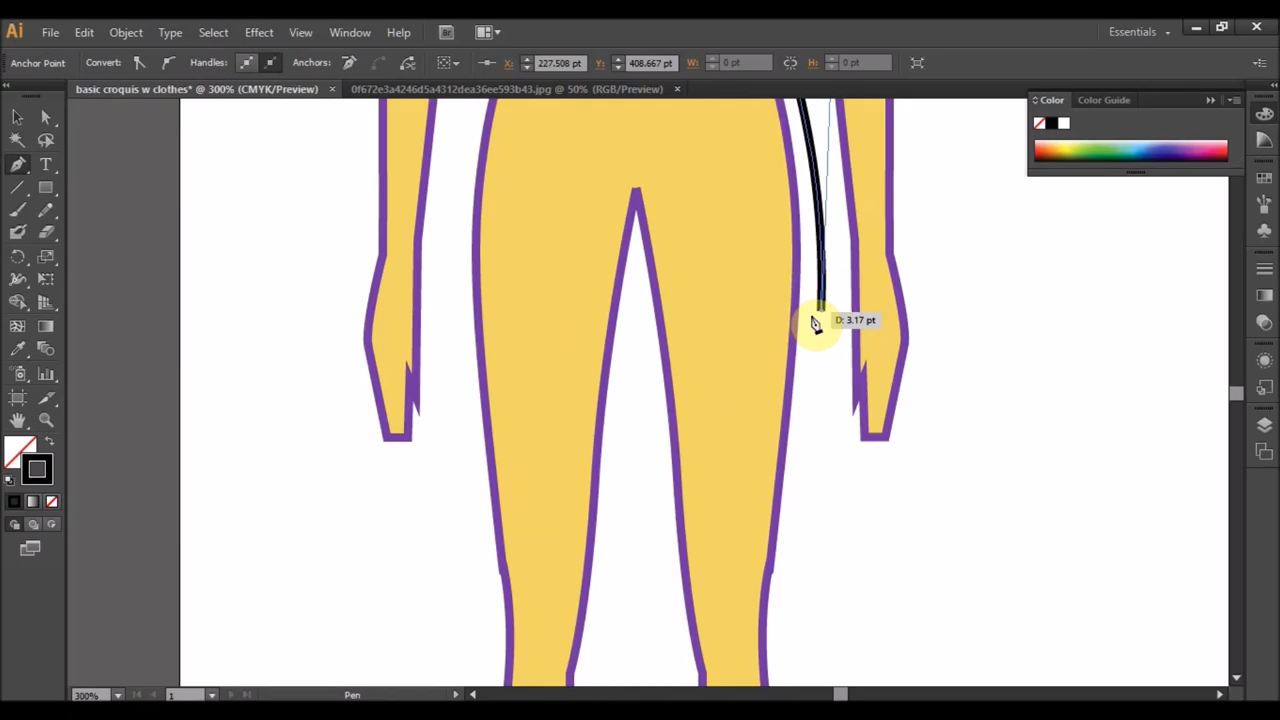 Ai File Edit Object Type Select Effect View Window Help Br Essentials
Anchor Point Convert: Handles: Anchors: X: 227.508 pt Y: 408.667 pt W: 0 pt H: 0 pt
basic croquis w clothes* @ 300% (CMYK/Preview) × 0f672e3a4246d5a4312dea36ee593b43.jpg @ 50% (RGB/Preview) ×
Color Color Guide
T
D: 3.17 pt
300% 1 Pen